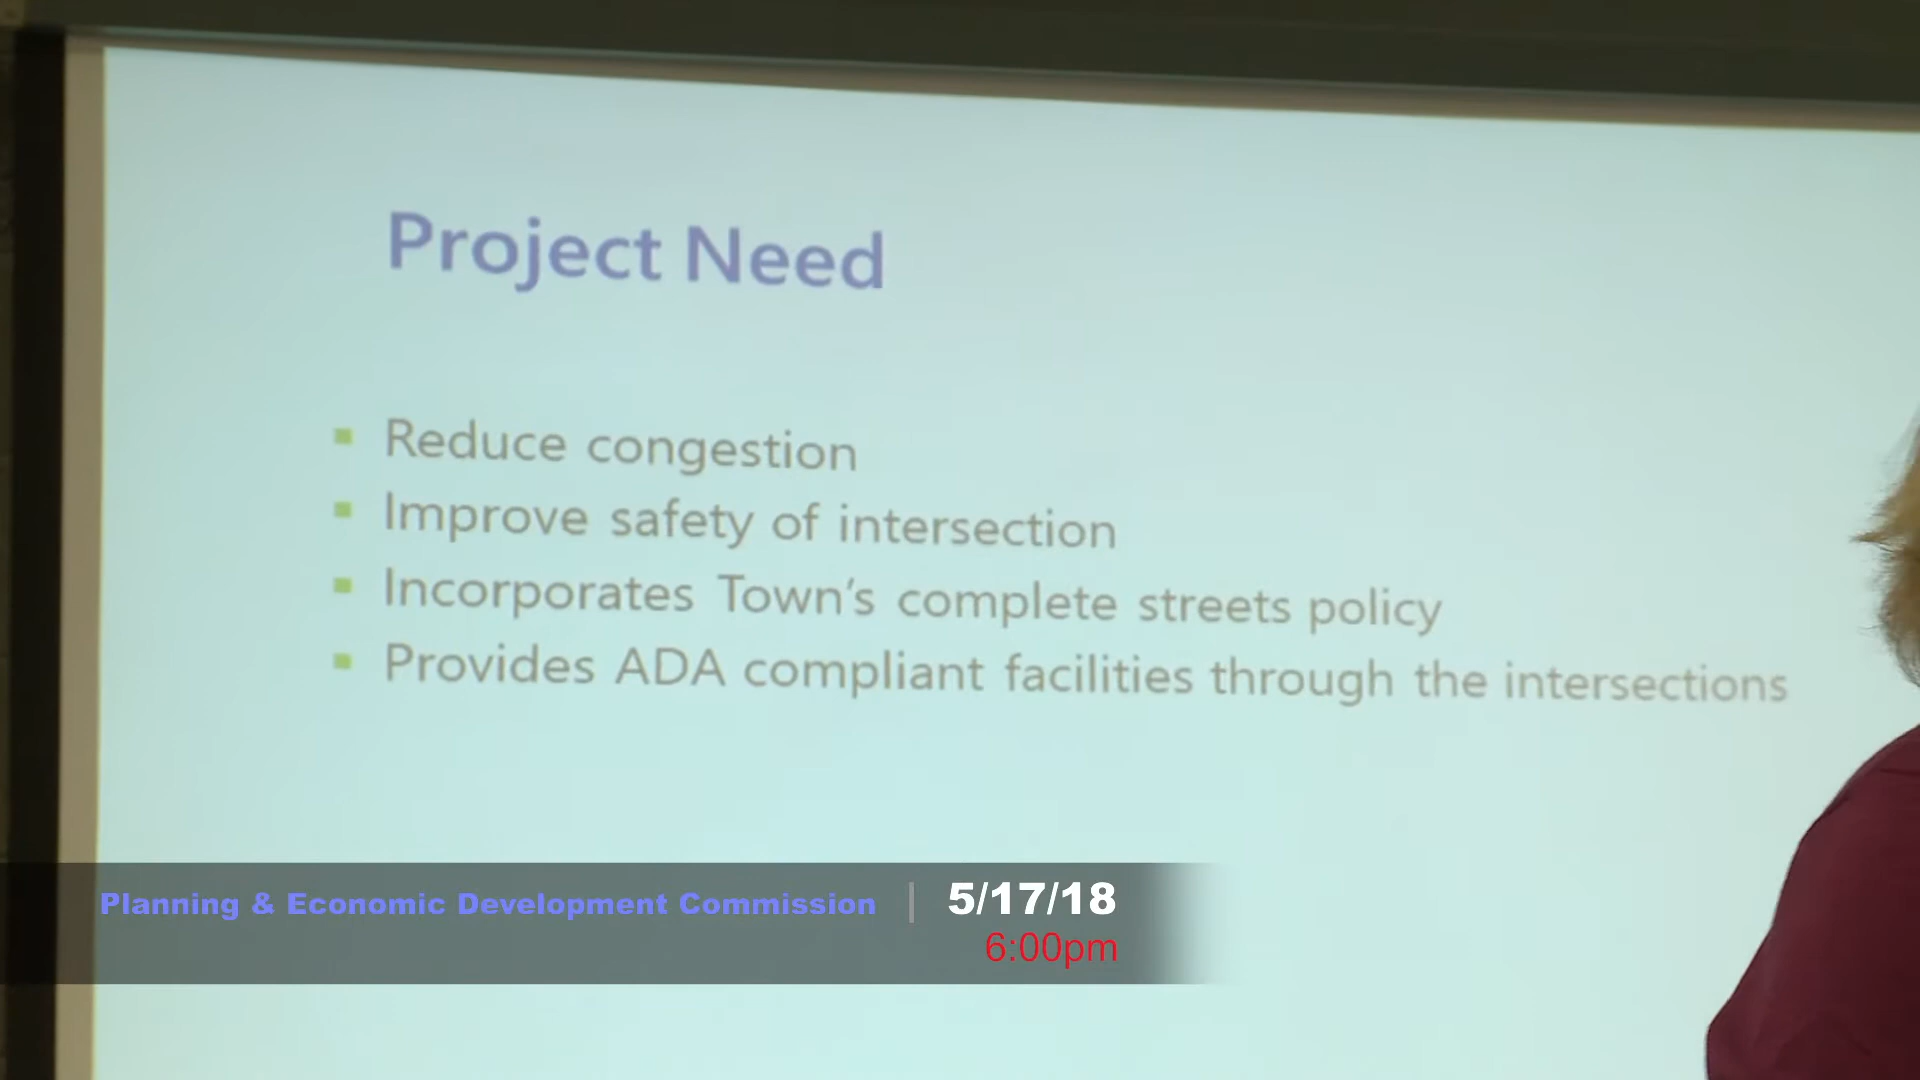 Project Need
Reduce congestion
Improve safety of intersection
Incorporates Town's complete streets policy
Provides ADA compliant facilities through the intersections
Planning & Economic Development Commission | 5/17/18
6:00pm